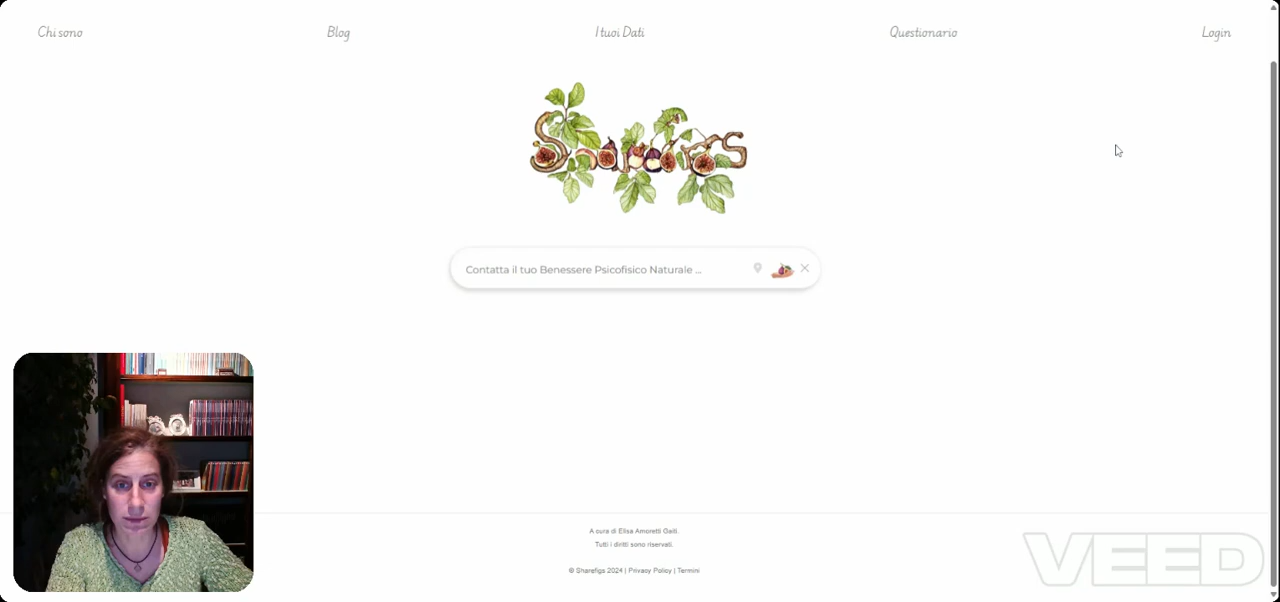 Chi sono
Blog
I tuoi Dati
Questionario
Login
Sharefigs
Contatta il tuo Benessere Psicofisico Naturale ...
A cura di Elisa Amoretti Galli.
Tutti i diritti sono riservati.
© Sharefigs 2024 | Privacy Policy | Termini
VEED